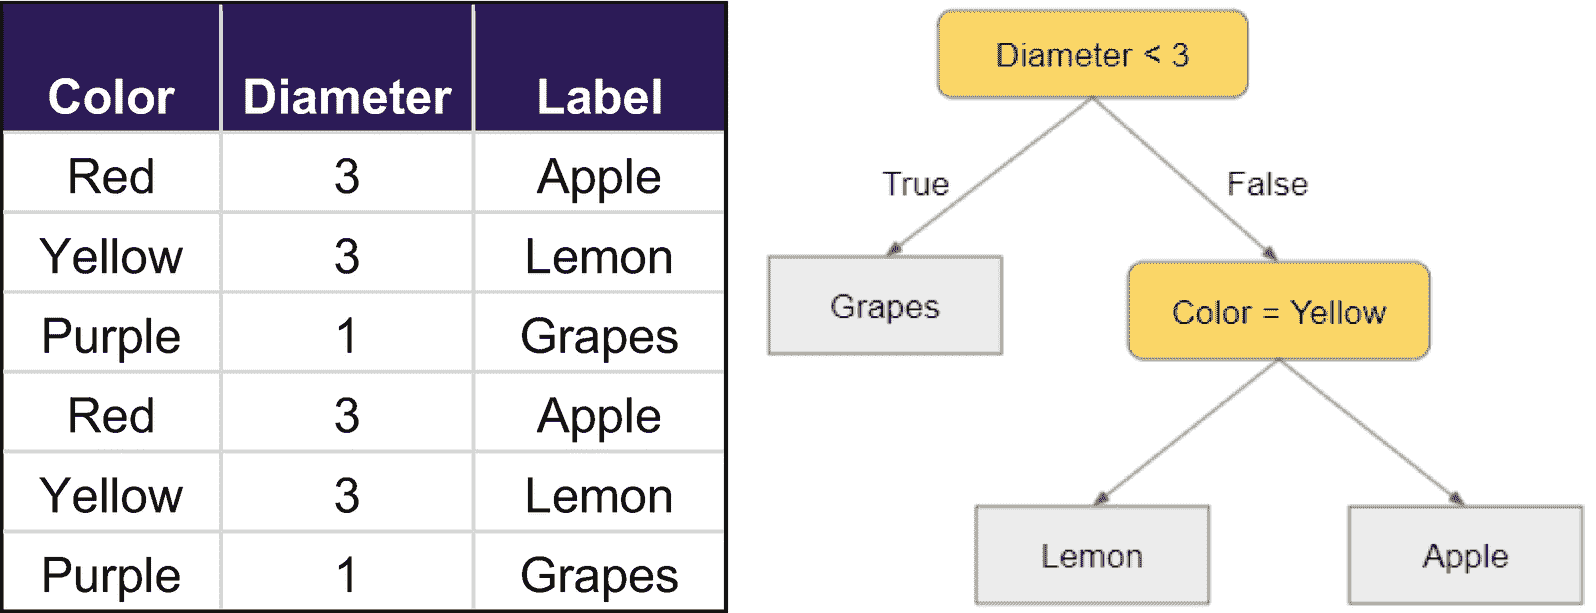 Color Diameter Label
Red 3 Apple
Yellow 3 Lemon
Purple 1 Grapes
Red 3 Apple
Yellow 3 Lemon
Purple 1 Grapes
Diameter < 3
True False
Grapes
Color = Yellow
Lemon Apple